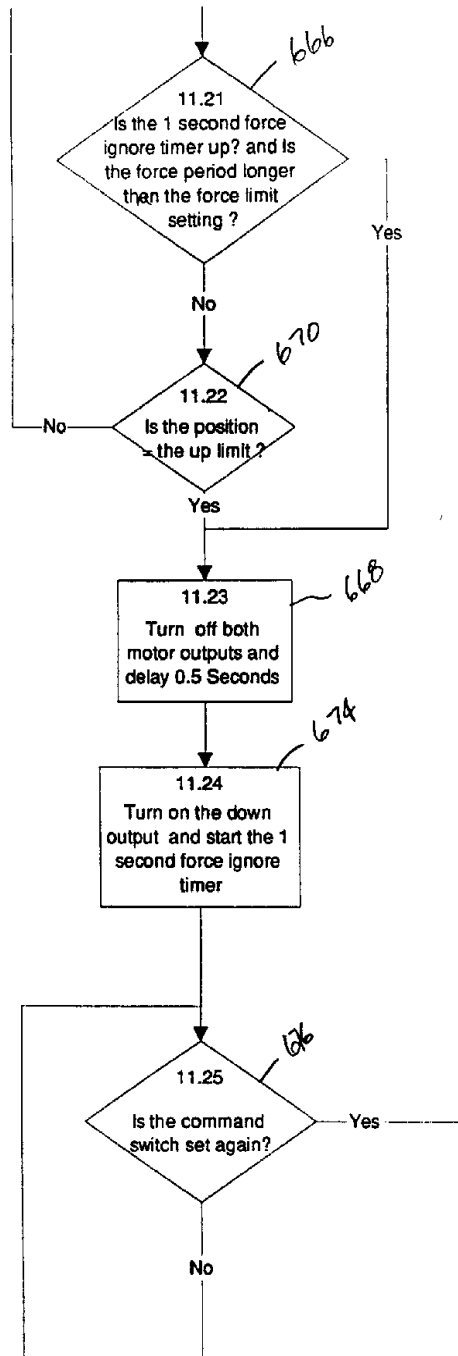 666
11.21
Is the 1 second force
ignore timer up? and Is
the force period longer
then the force limit
setting ?
Yes
No
670
11.22
Is the position
= the up limit ?
No
Yes
668
11.23
Turn off both
motor outputs and
delay 0.5 Seconds
674
11.24
Turn on the down
output and start the 1
second force ignore
timer
676
11.25
Is the command
switch set again?
Yes
No